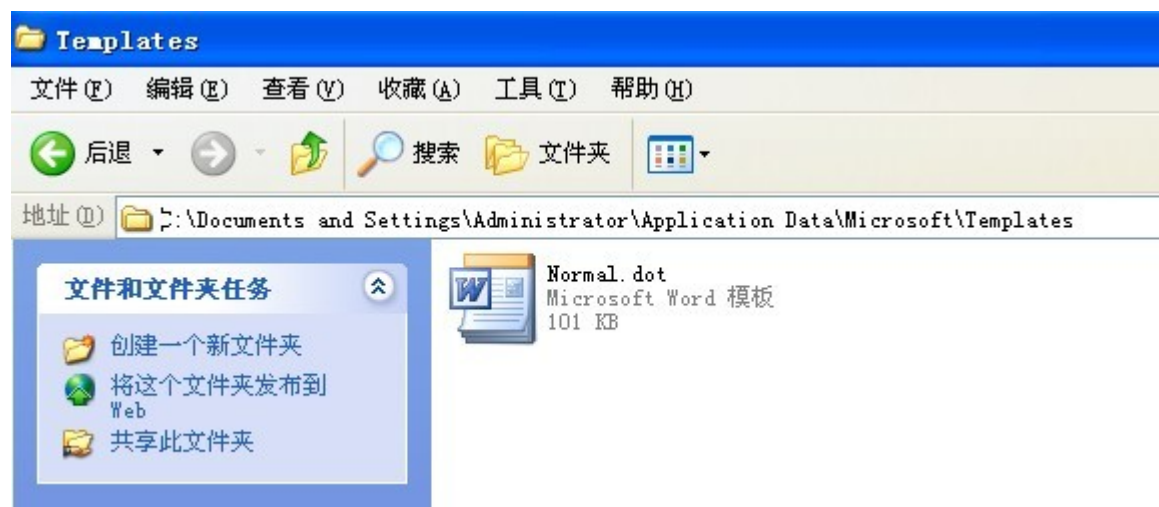 Templates
文件(F) 编辑(E) 查看(V) 收藏(A) 工具(T) 帮助(H)
后退 搜索 文件夹
地址(D) C:\Documents and Settings\Administrator\Application Data\Microsoft\Templates
文件和文件夹任务
创建一个新文件夹
将这个文件夹发布到
Web
共享此文件夹
Normal.dot
Microsoft Word 模板
101 KB